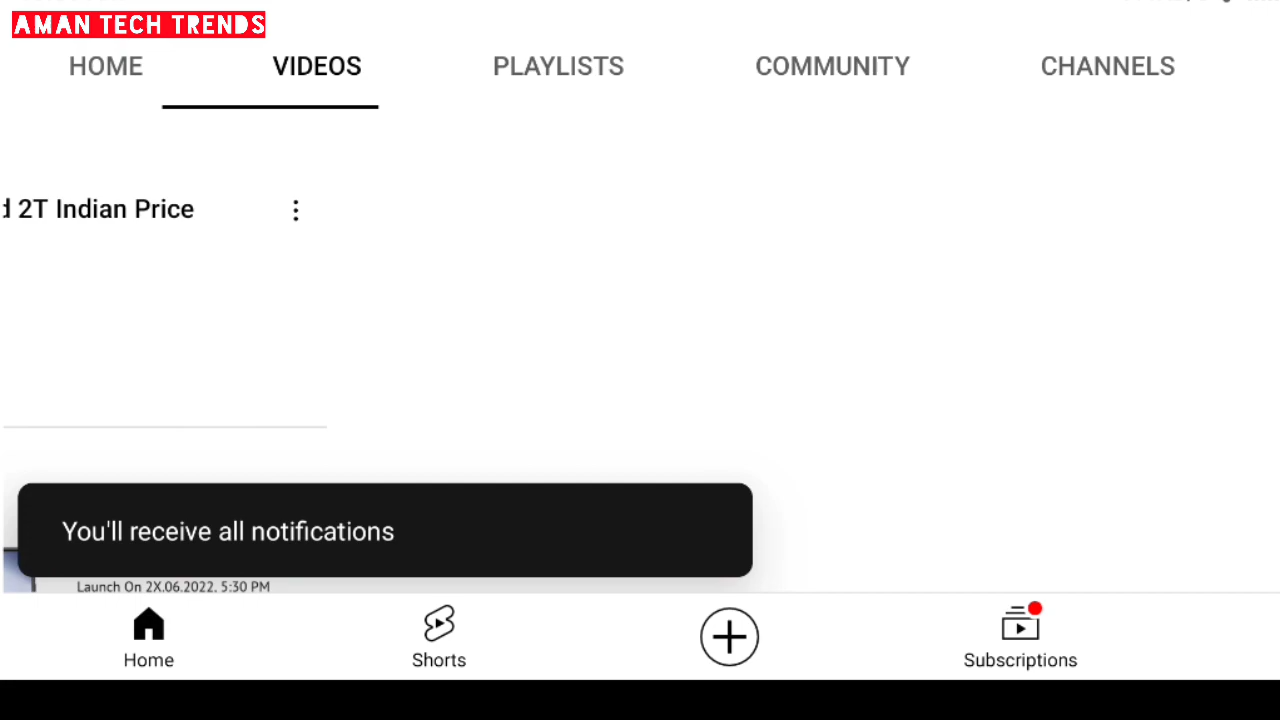 AMAN TECH TRENDS
HOME VIDEOS PLAYLISTS COMMUNITY CHANNELS
2T Indian Price
You'll receive all notifications
Launch On 2X.06.2022, 5:30 PM
Home Shorts Subscriptions